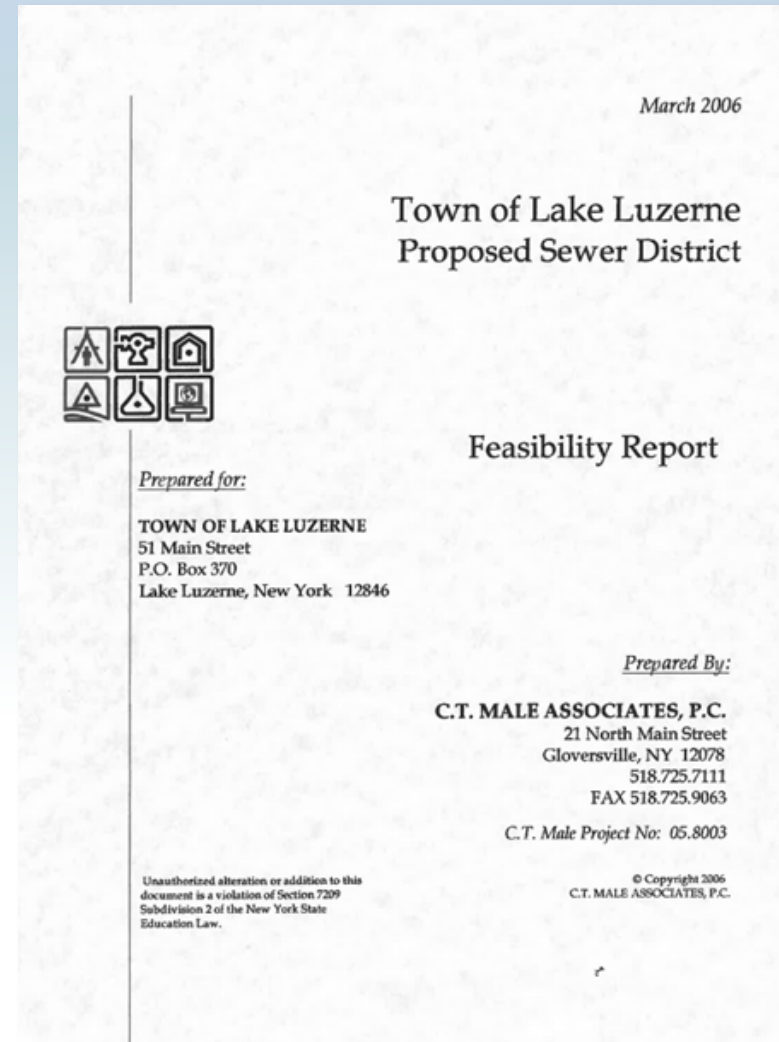 March 2006
Town of Lake Luzerne
Proposed Sewer District
Feasibility Report
Prepared for:
TOWN OF LAKE LUZERNE
51 Main Street
P.O. Box 370
Lake Luzerne, New York 12846
Prepared By:
C.T. MALE ASSOCIATES, P.C.
21 North Main Street
Gloversville, NY 12078
518.725.7111
FAX 518.725.9063
C.T. Male Project No: 05.8003
Unauthorized alteration or addition to this
document is a violation of Section 7209
Subdivision 2 of the New York State
Education Law.
© Copyright 2006
C.T. MALE ASSOCIATES, P.C.